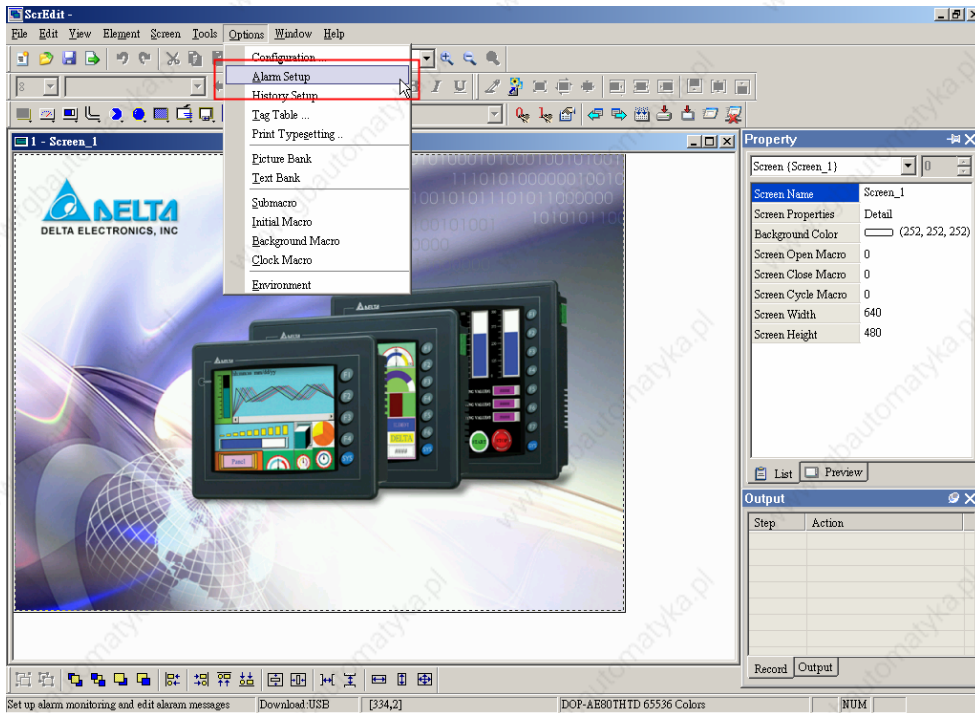 ScrEdit -
File Edit View Element Screen Tools Options Window Help
Configuration ...
Alarm Setup
History Setup
Tag Table ...
Print Typegetting ..
Picture Bank
Text Bank
Submacro
Initial Macro
Background Macro
Clock Macro
Environment
8
B I U
1 - Screen_1
DELTA
DELTA ELECTRONICS, INC
Property
Screen {Screen_1}
0
Screen Name Screen_1
Screen Properties Detail
Background Color (252, 252, 252)
Screen Open Macro 0
Screen Close Macro 0
Screen Cycle Macro 0
Screen Width 640
Screen Height 480
List Preview
Output
Step Action
Record Output
Set up alarm monitoring and edit alaram messages Download:USB [334,2] DOP-AE80THTD 65536 Colors NUM